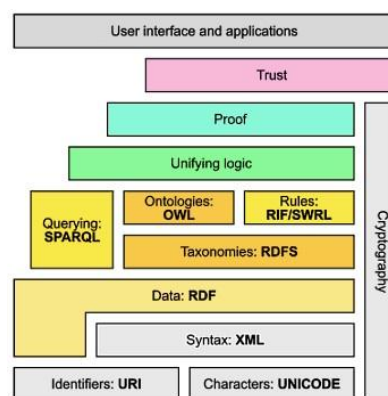 User interface and applications
Trust
Proof
Unifying logic
Querying:
SPARQL
Ontologies:
OWL
Rules:
RIF/SWRL
Taxonomies: RDFS
Cryptography
Data: RDF
Syntax: XML
Identifiers: URI
Characters: UNICODE